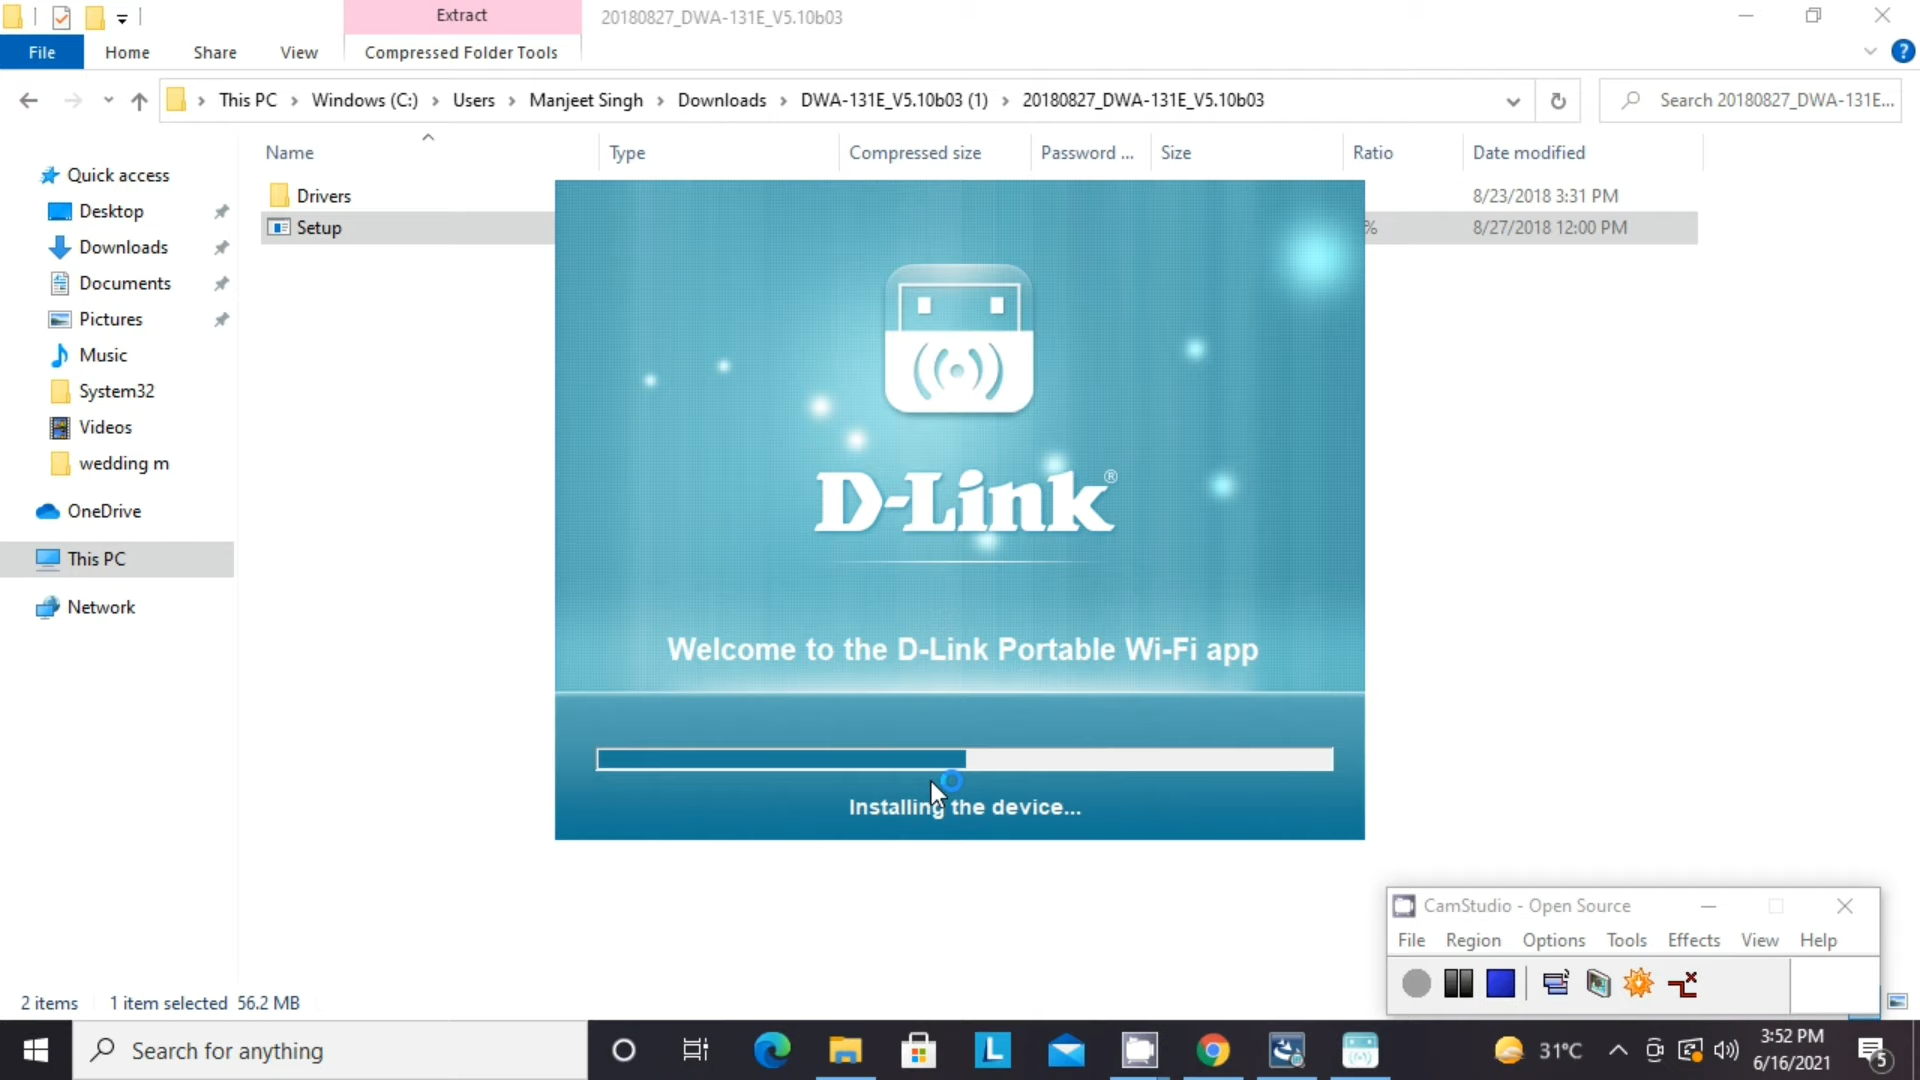 Extract
20180827_DWA-131E_V5.10b03
File
Home
Share
View
Compressed Folder Tools
?
This PC
Windows (C:)
Users
Manjeet Singh
Downloads
DWA-131E_V5.10b03 (1)
20180827_DWA-131E_V5.10b03
Search 20180827_DWA-131E...
Name
Type
Compressed size
Password ...
Size
Ratio
Date modified
Quick access
Desktop
Downloads
Documents
Pictures
Music
System32
Videos
wedding m
OneDrive
This PC
Network
Drivers
8/23/2018 3:31 PM
Setup
%
8/27/2018 12:00 PM
D-Link®
Welcome to the D-Link Portable Wi-Fi app
Installing the device...
CamStudio - Open Source
File
Region
Options
Tools
Effects
View
Help
2 items
1 item selected 56.2 MB
Search for anything
L
31°C
3:52 PM
6/16/2021
5